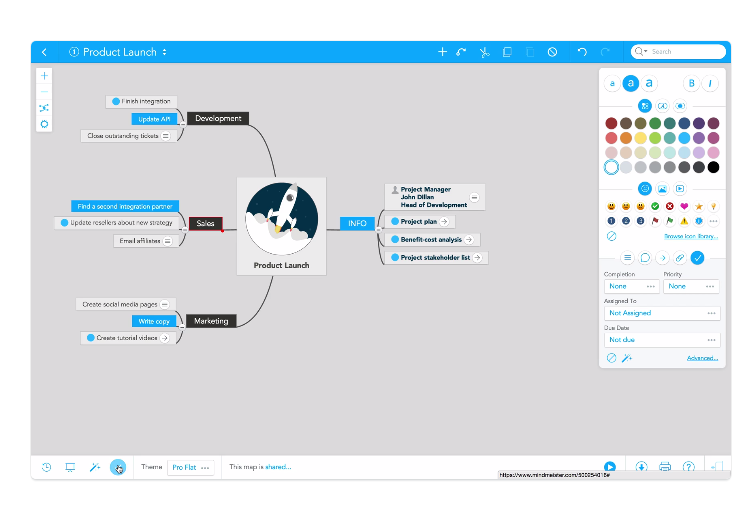 Product Launch
Search
Finish integration
Update API
Close outstanding tickets
Development
Find a second integration partner
Update resellers about new strategy
Email affiliates
Sales
Create social media pages
Write copy
Create tutorial videos
Marketing
Product Launch
INFO
Project Manager
John Dillan
Head of Development
Project plan
Benefit-cost analysis
Project stakeholder list
a a a B I
Browse icon library...
Completion Priority
None None
Assigned To
Not Assigned
Due Date
Not due
Advanced...
Theme Pro Flat This map is shared...
https://www.mindmeister.com/500254016#